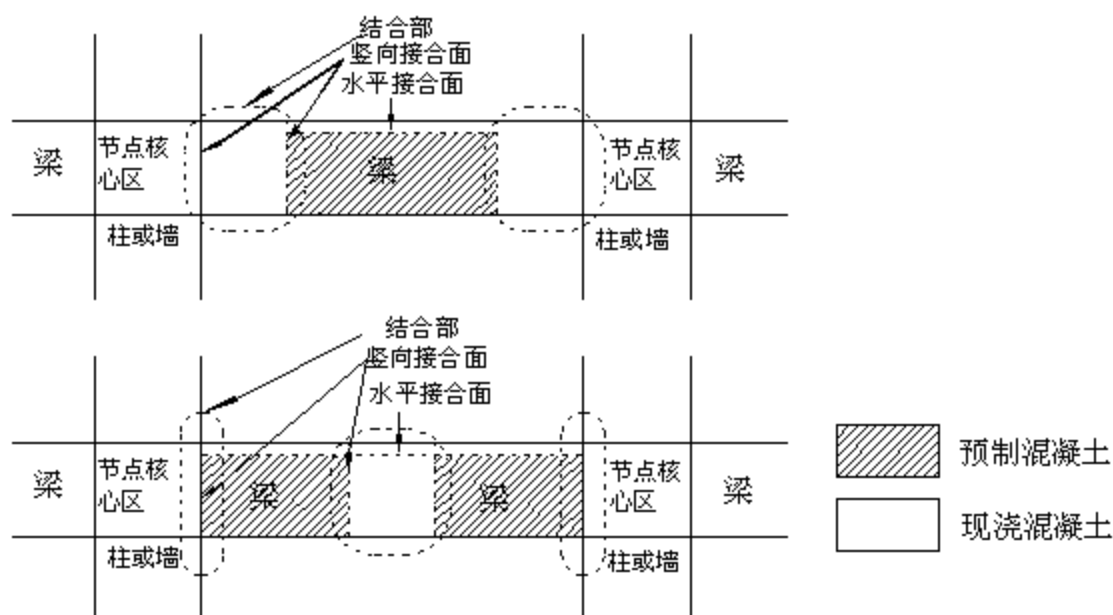 结合部
竖向接合面
水平接合面
梁
节点核
心区
梁
节点核
心区
梁
柱或墙
柱或墙
结合部
竖向接合面
水平接合面
梁
节点核
心区
梁
梁
节点核
心区
梁
柱或墙
柱或墙
预制混凝土
现浇混凝土